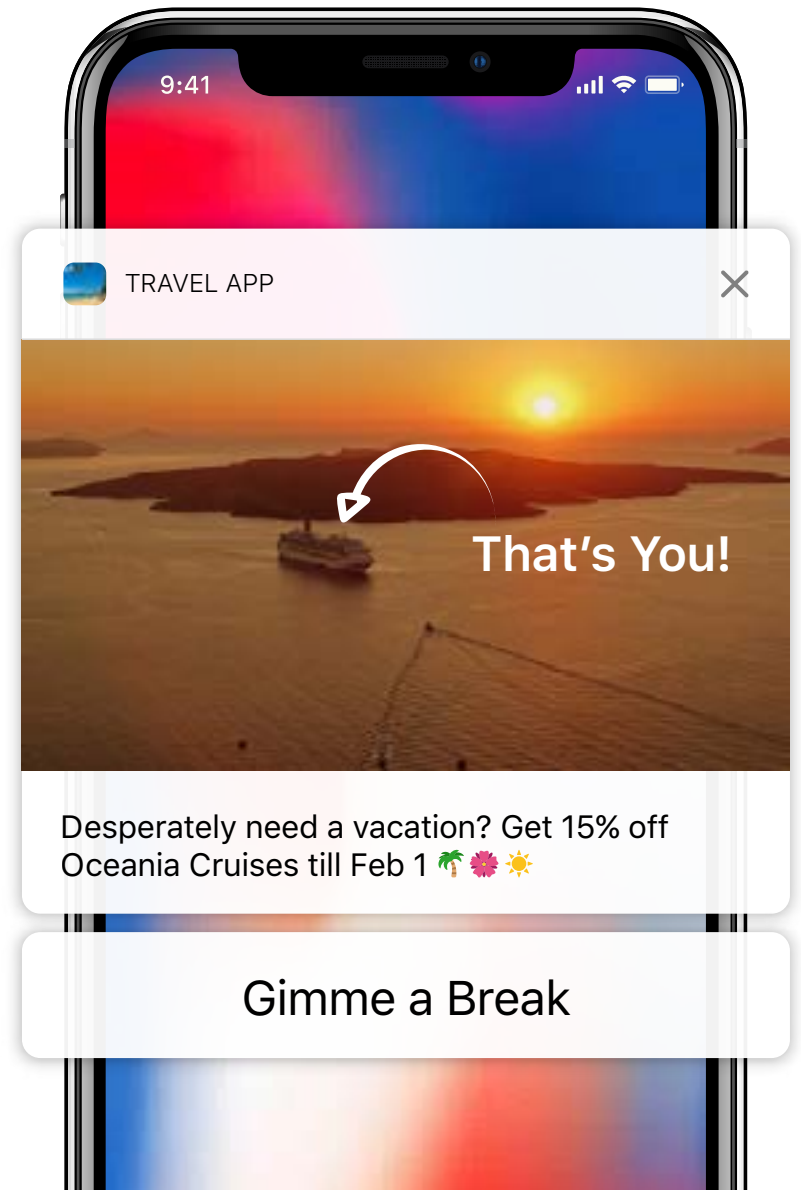 9:41
TRAVEL APP
That’s You!
Desperately need a vacation? Get 15% off
Oceania Cruises till Feb 1 🌴🌺☀️
Gimme a Break